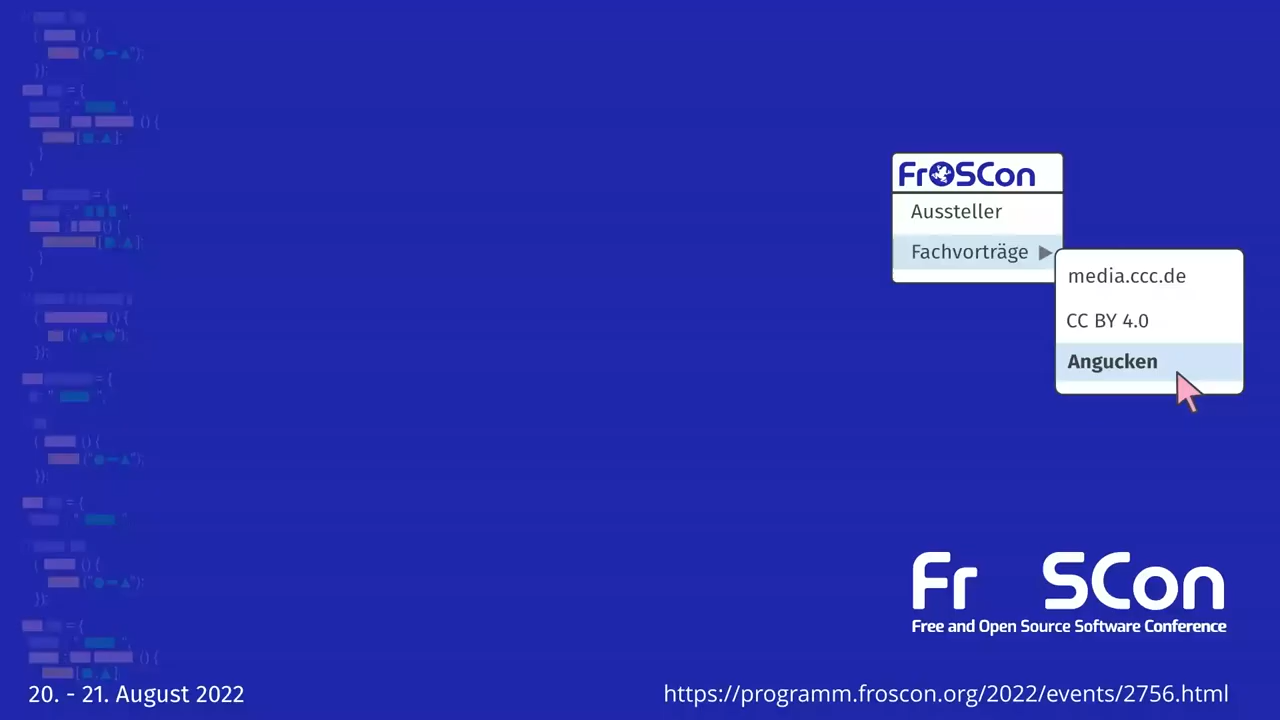 FrOSCon
Aussteller
Fachvorträge
media.ccc.de
CC BY 4.0
Angucken
Fr SCon
Free and Open Source Software Conference
20. - 21. August 2022
https://programm.froscon.org/2022/events/2756.html